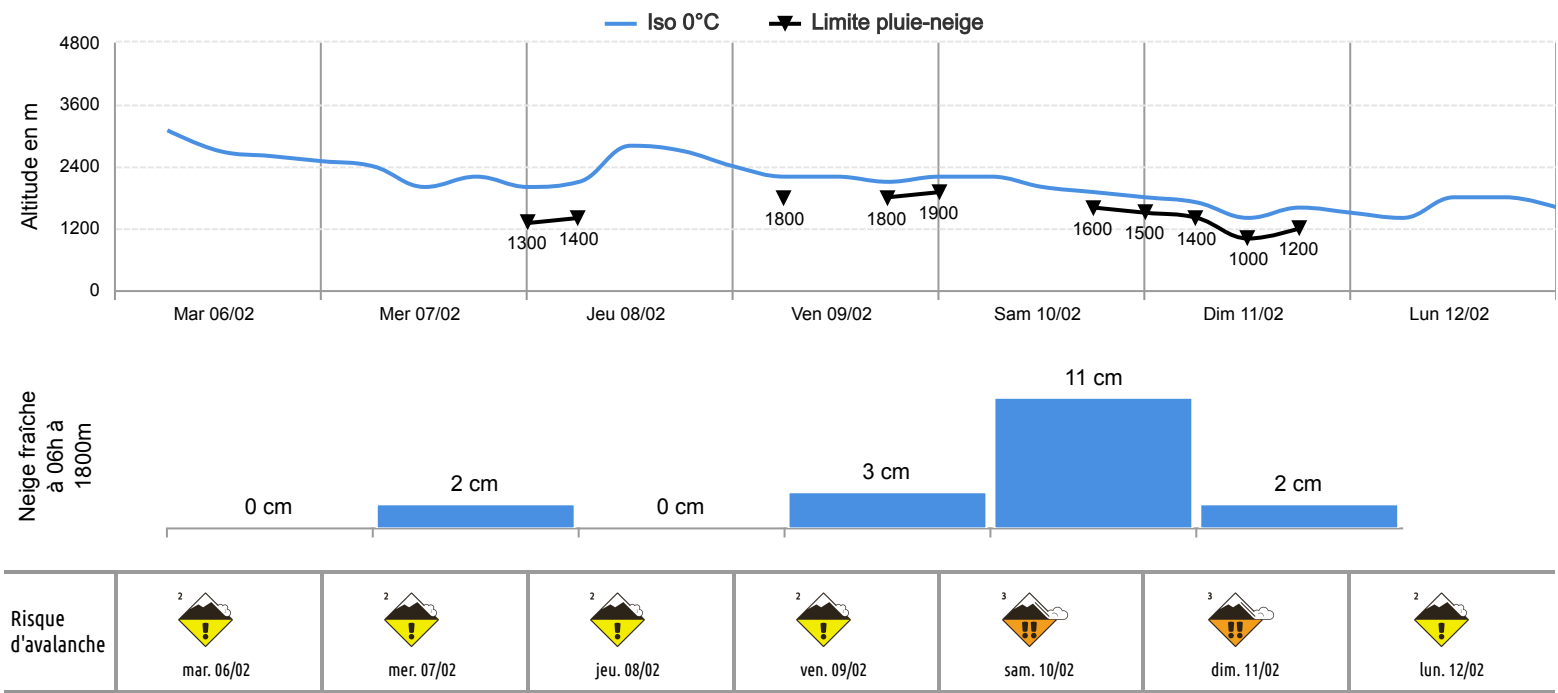 Iso 0°C
Limite pluie-neige
Altitude en m
4800
3600
2400
1200
0
1300
1400
1800
1800
1900
1600
1500
1400
1000
1200
Mar 06/02
Mer 07/02
Jeu 08/02
Ven 09/02
Sam 10/02
Dim 11/02
Lun 12/02
Neige fraîche
à 06h à
1800m
0 cm
2 cm
0 cm
3 cm
11 cm
2 cm
Risque
d'avalanche
2
!
mar. 06/02
2
!
mer. 07/02
2
!
jeu. 08/02
2
!
ven. 09/02
3
!!
sam. 10/02
3
!!
dim. 11/02
2
!
lun. 12/02